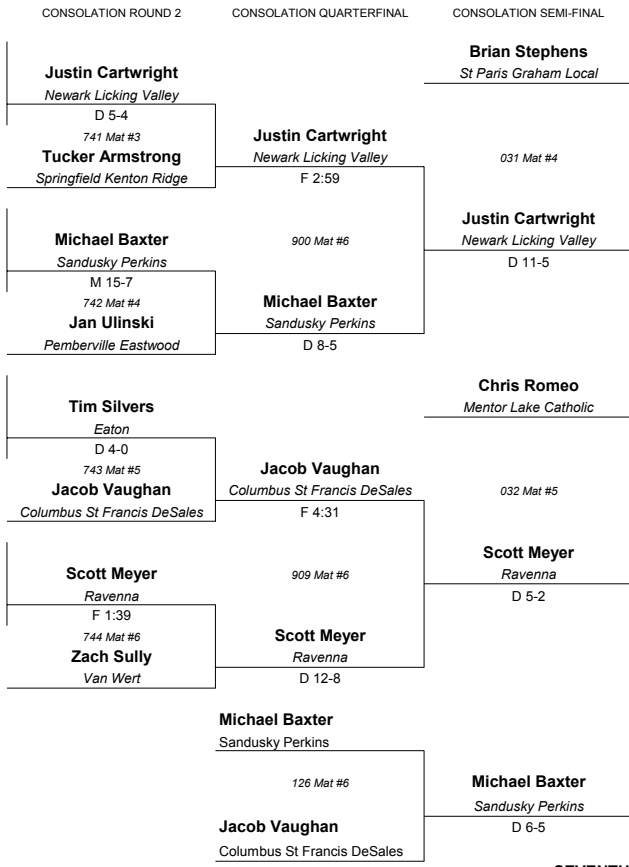 CONSOLATION ROUND 2
CONSOLATION QUARTERFINAL
CONSOLATION SEMI-FINAL
Brian Stephens
St Paris Graham Local
Justin Cartwright
Newark Licking Valley
D 5-4
741 Mat #3
Tucker Armstrong
Springfield Kenton Ridge
Justin Cartwright
Newark Licking Valley
F 2:59
031 Mat #4
Justin Cartwright
Newark Licking Valley
D 11-5
Michael Baxter
Sandusky Perkins
M 15-7
742 Mat #4
Jan Ulinski
Pemberville Eastwood
900 Mat #6
Michael Baxter
Sandusky Perkins
D 8-5
Chris Romeo
Mentor Lake Catholic
Tim Silvers
Eaton
D 4-0
743 Mat #5
Jacob Vaughan
Columbus St Francis DeSales
Jacob Vaughan
Columbus St Francis DeSales
F 4:31
032 Mat #5
Scott Meyer
Ravenna
D 5-2
Scott Meyer
Ravenna
F 1:39
744 Mat #6
Zach Sully
Van Wert
909 Mat #6
Scott Meyer
Ravenna
D 12-8
Michael Baxter
Sandusky Perkins
126 Mat #6
Jacob Vaughan
Columbus St Francis DeSales
Michael Baxter
Sandusky Perkins
D 6-5
SEVENTH